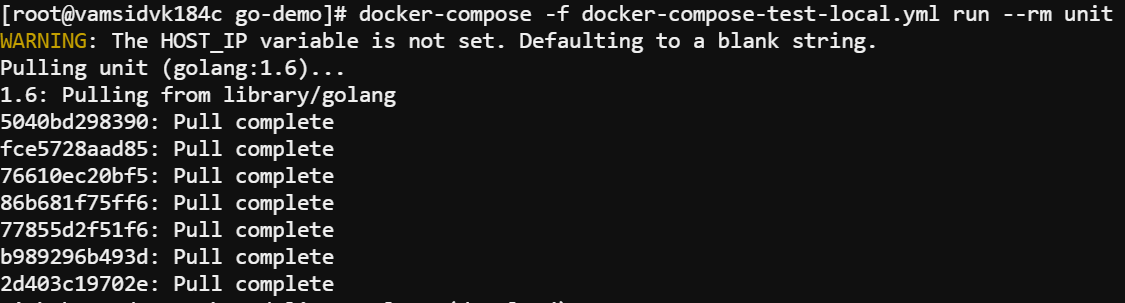 [root@vamsidvk184c go-demo]# docker-compose -f docker-compose-test-local.yml run --rm unit
WARNING: The HOST_IP variable is not set. Defaulting to a blank string.
Pulling unit (golang:1.6)...
1.6: Pulling from library/golang
5040bd298390: Pull complete
fce5728aad85: Pull complete
76610ec20bf5: Pull complete
86b681f75ff6: Pull complete
77855d2f51f6: Pull complete
b989296b493d: Pull complete
2d403c19702e: Pull complete